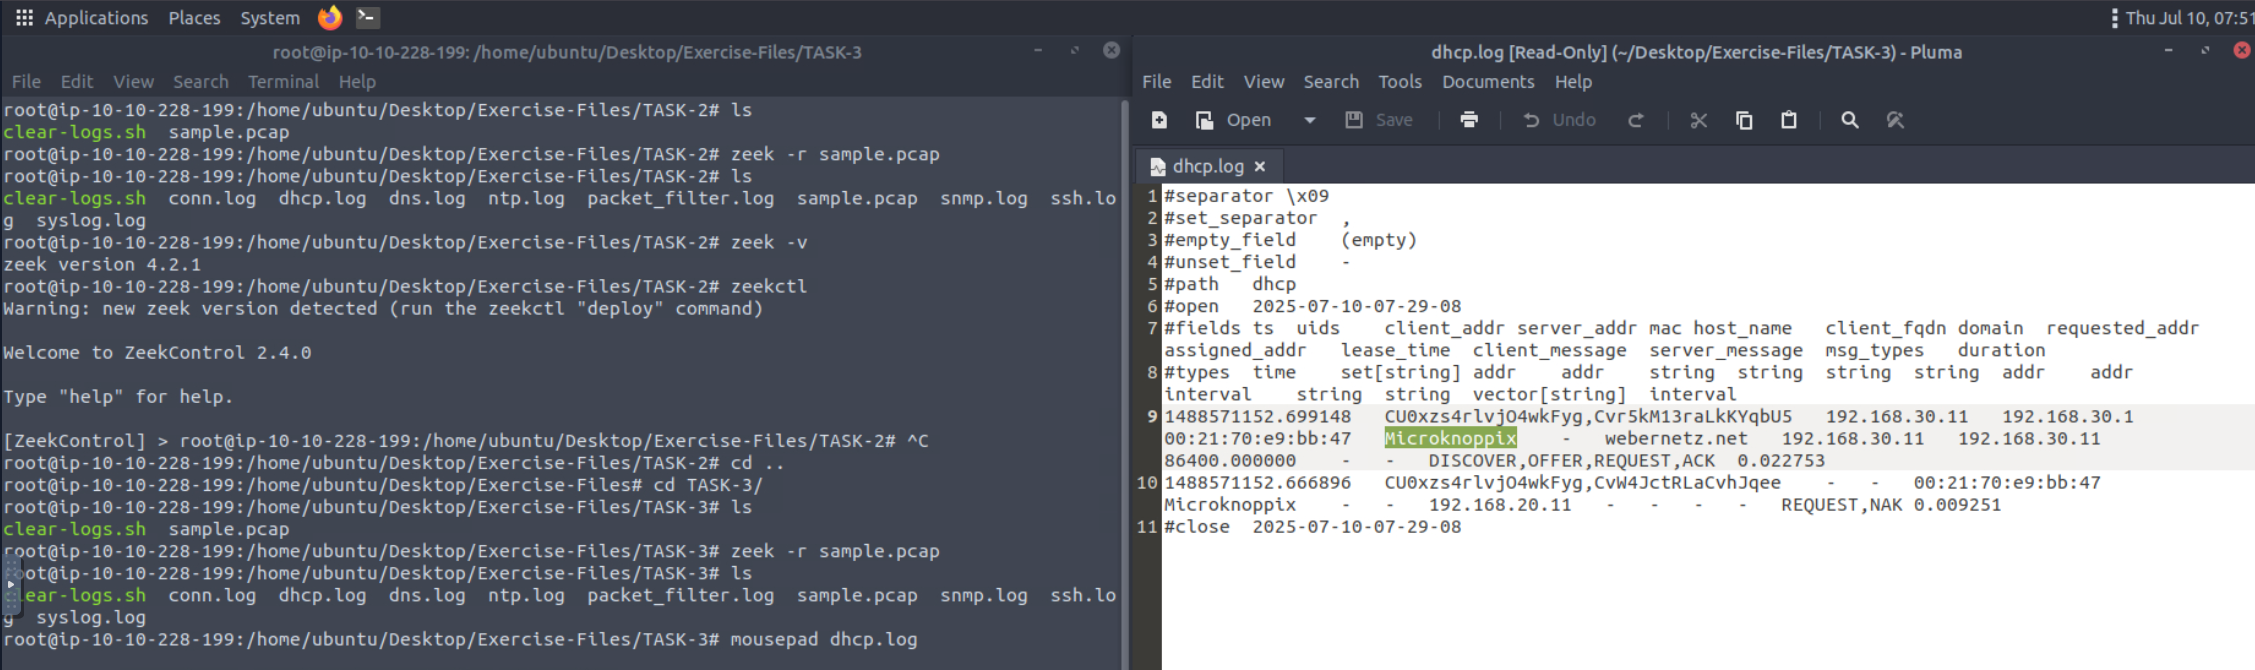 Applications Places System Thu Jul 10, 07:51
root@ip-10-10-228-199: /home/ubuntu/Desktop/Exercise-Files/TASK-3
File Edit View Search Terminal Help
root@ip-10-10-228-199:/home/ubuntu/Desktop/Exercise-Files/TASK-2# ls
clear-logs.sh sample.pcap
root@ip-10-10-228-199:/home/ubuntu/Desktop/Exercise-Files/TASK-2# zeek -r sample.pcap
root@ip-10-10-228-199:/home/ubuntu/Desktop/Exercise-Files/TASK-2# ls
clear-logs.sh conn.log dhcp.log dns.log ntp.log packet_filter.log sample.pcap snmp.log ssh.lo
g syslog.log
root@ip-10-10-228-199:/home/ubuntu/Desktop/Exercise-Files/TASK-2# zeek -v
zeek version 4.2.1
root@ip-10-10-228-199:/home/ubuntu/Desktop/Exercise-Files/TASK-2# zeekctl
Warning: new zeek version detected (run the zeekctl "deploy" command)
Welcome to ZeekControl 2.4.0
Type "help" for help.
[ZeekControl] > root@ip-10-10-228-199:/home/ubuntu/Desktop/Exercise-Files/TASK-2# ^C
root@ip-10-10-228-199:/home/ubuntu/Desktop/Exercise-Files/TASK-2# cd ..
root@ip-10-10-228-199:/home/ubuntu/Desktop/Exercise-Files# cd TASK-3/
root@ip-10-10-228-199:/home/ubuntu/Desktop/Exercise-Files/TASK-3# ls
clear-logs.sh sample.pcap
root@ip-10-10-228-199:/home/ubuntu/Desktop/Exercise-Files/TASK-3# zeek -r sample.pcap
root@ip-10-10-228-199:/home/ubuntu/Desktop/Exercise-Files/TASK-3# ls
clear-logs.sh conn.log dhcp.log dns.log ntp.log packet_filter.log sample.pcap snmp.log ssh.lo
g syslog.log
root@ip-10-10-228-199:/home/ubuntu/Desktop/Exercise-Files/TASK-3# mousepad dhcp.log
dhcp.log [Read-Only] (~/Desktop/Exercise-Files/TASK-3) - Pluma
File Edit View Search Tools Documents Help
Open Save Undo
dhcp.log
1 #separator \x09
2 #set_separator ,
3 #empty_field (empty)
4 #unset_field -
5 #path dhcp
6 #open 2025-07-10-07-29-08
7 #fields ts uids client_addr server_addr mac host_name client_fqdn domain requested_addr
assigned_addr lease_time client_message server_message msg_types duration
8 #types time set[string] addr addr string string string string addr addr
interval string string vector[string] interval
9 1488571152.699148 CU0xzs4rlvjO4wkFyg,Cvr5kM13raLkKYqbU5 192.168.30.11 192.168.30.1
00:21:70:e9:bb:47 Microknoppix - webernetz.net 192.168.30.11 192.168.30.11
86400.000000 - - DISCOVER,OFFER,REQUEST,ACK 0.022753
10 1488571152.666896 CU0xzs4rlvjO4wkFyg,CvW4JctRLaCvhJqee - - 00:21:70:e9:bb:47
Microknoppix - - 192.168.20.11 - - - - REQUEST,NAK 0.009251
11 #close 2025-07-10-07-29-08